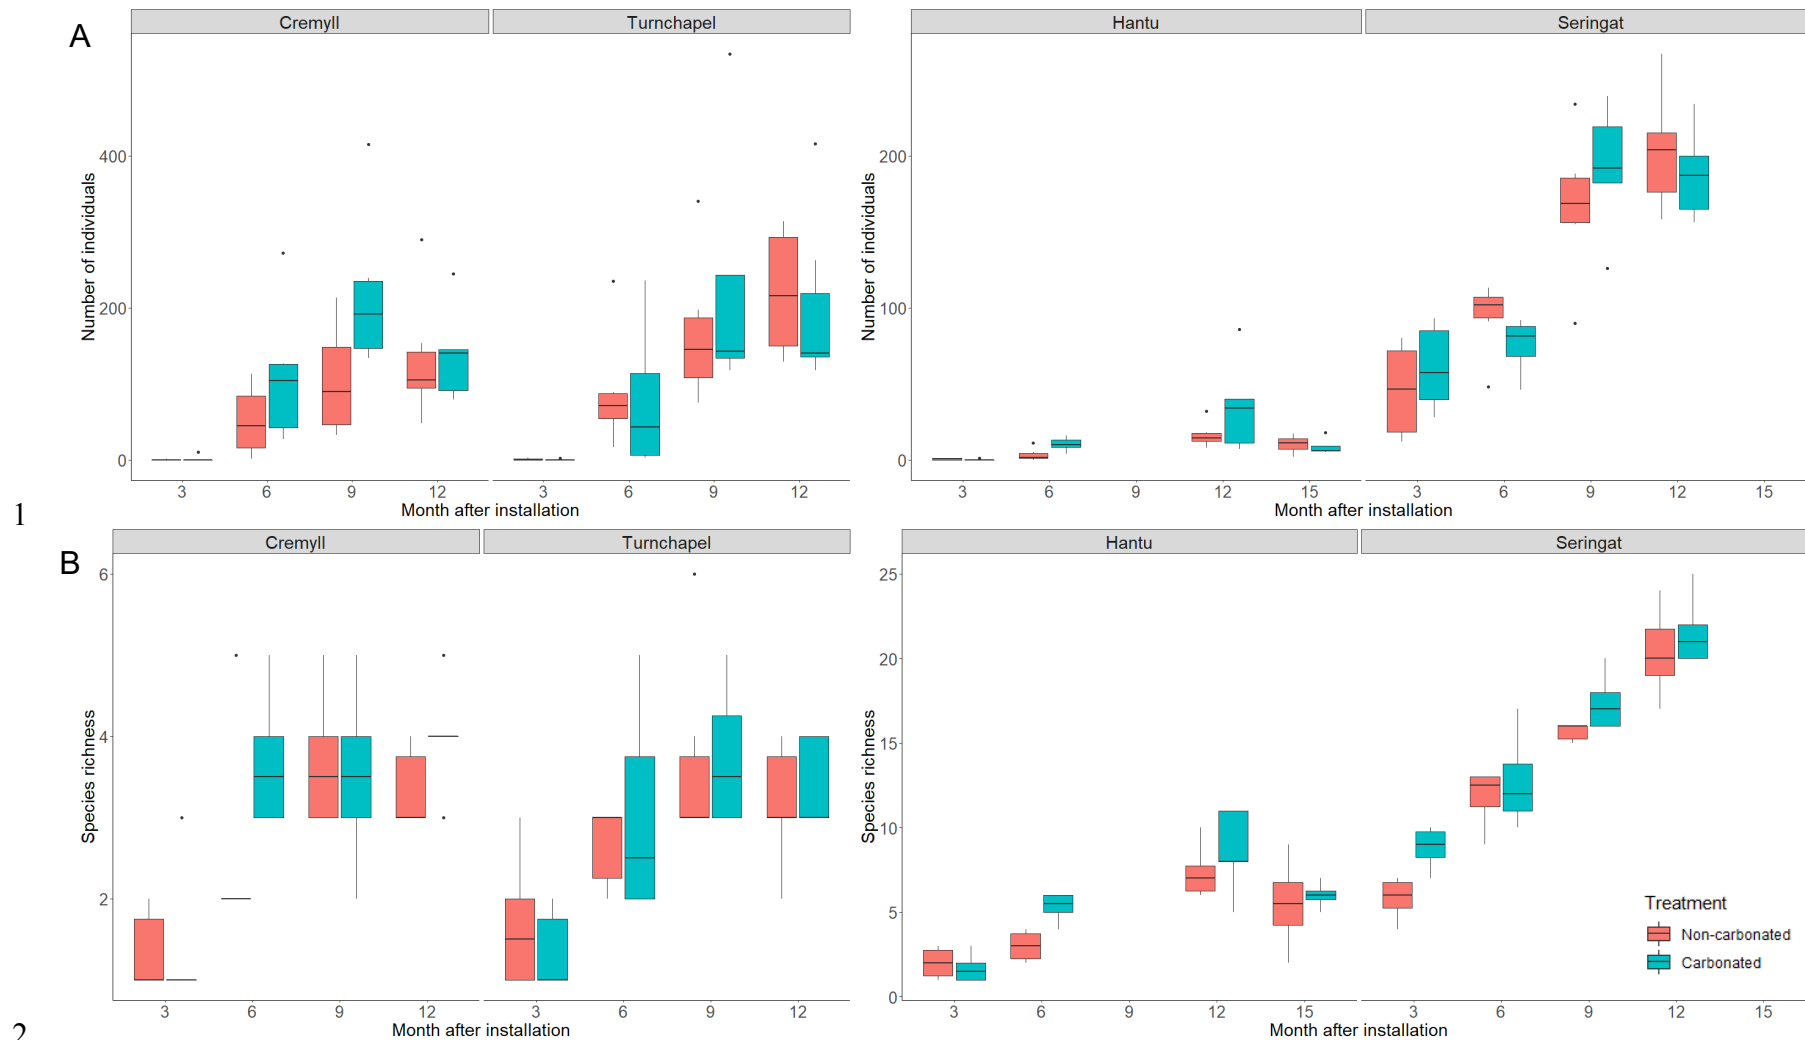 A
Cremyll
Turnchapel
Hantu
Seringat
Number of individuals
400
200
0
3
6
9
12
3
6
9
12
Month after installation
Number of individuals
200
100
0
3
6
9
12
15
3
6
9
12
15
Month after installation
1
B
Cremyll
Turnchapel
Hantu
Seringat
Species richness
6
4
2
3
6
9
12
3
6
9
12
Month after installation
Species richness
25
20
15
10
5
0
3
6
9
12
15
3
6
9
12
15
Month after installation
Treatment
Non-carbonated
Carbonated
2